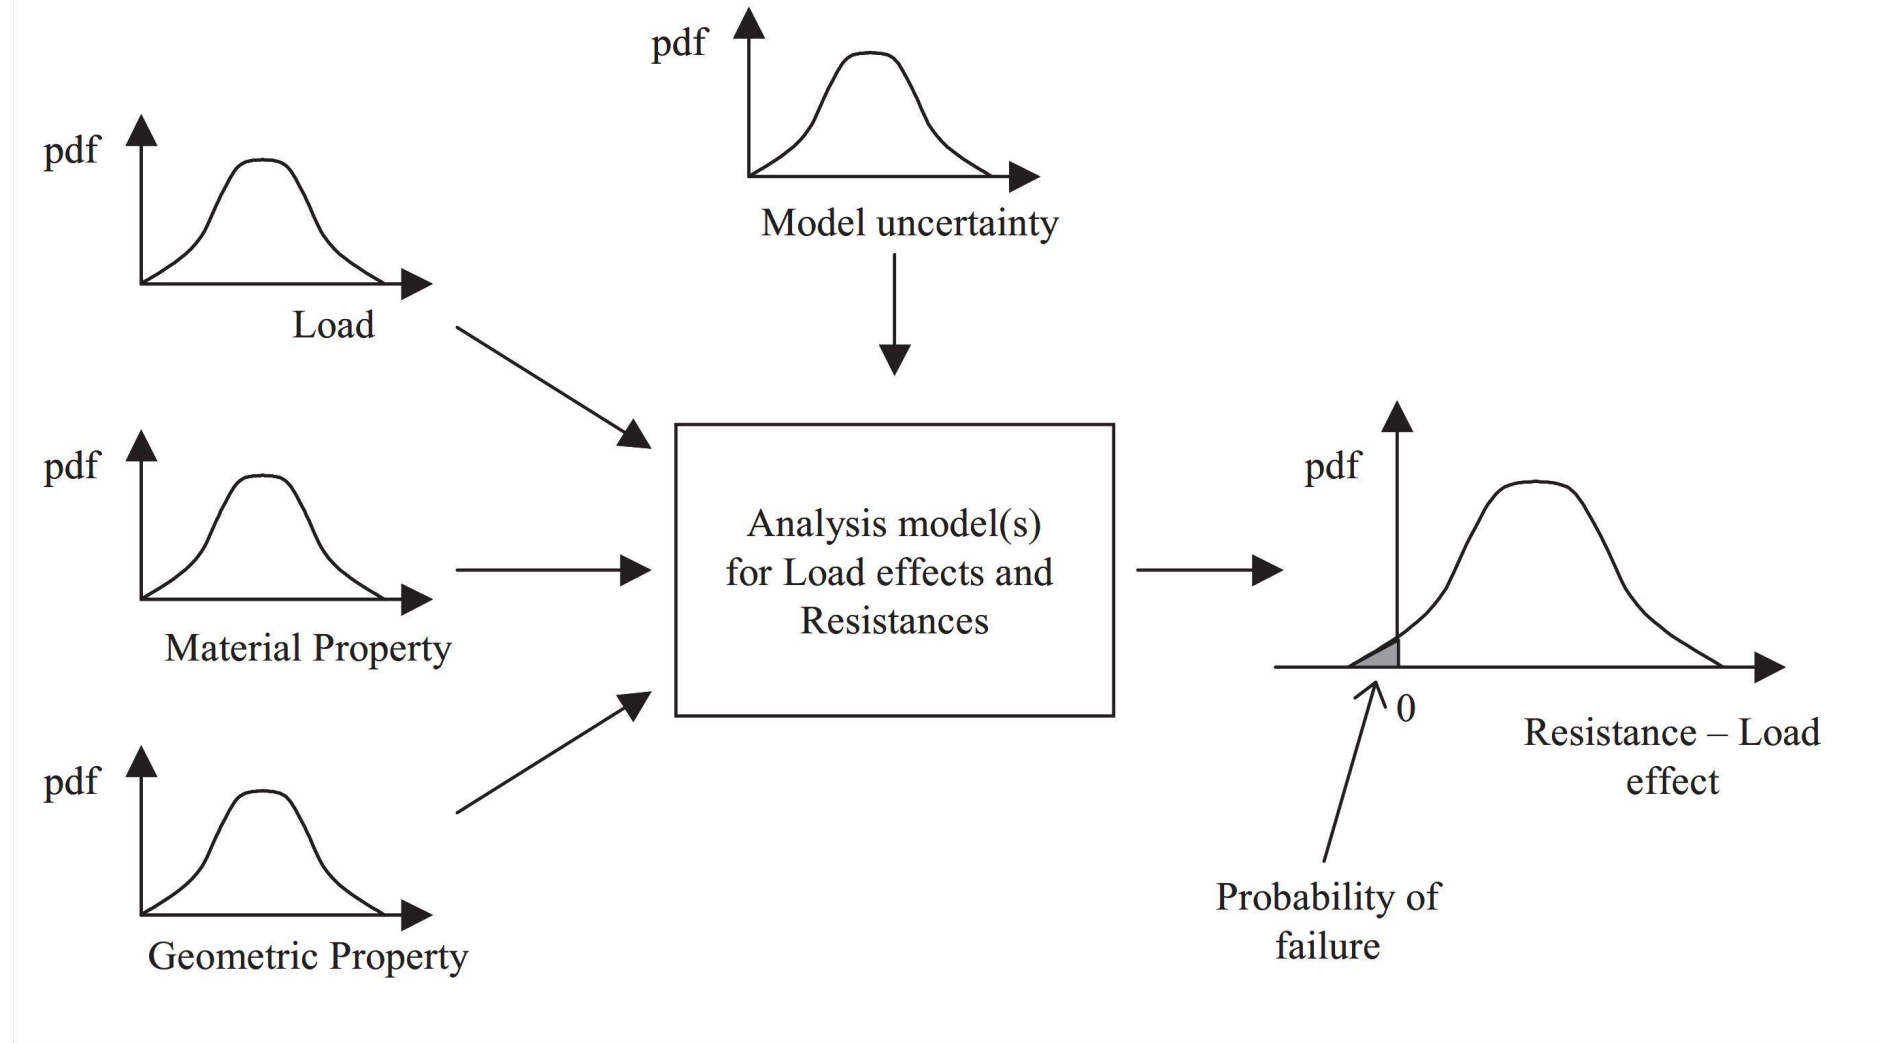 pdf
Model uncertainty
pdf
Load
pdf
Material Property
pdf
Geometric Property
Analysis model(s)
for Load effects and
Resistances
pdf
0
Resistance – Load
effect
Probability of
failure